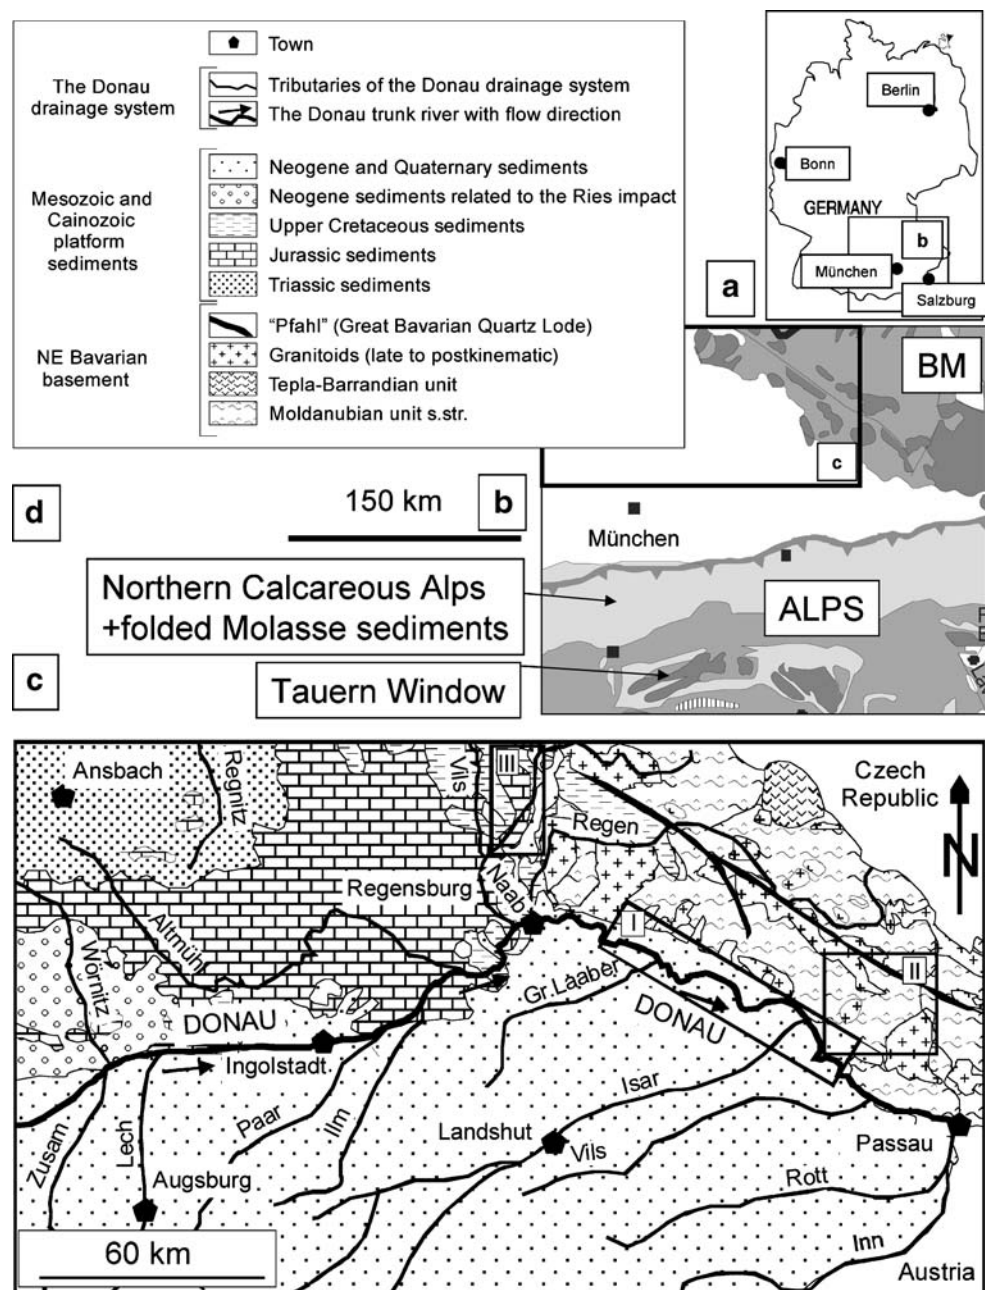 Town
The Donau
drainage system
Tributaries of the Donau drainage system
The Donau trunk river with flow direction
Mesozoic and
Cainozoic
platform
sediments
Neogene and Quaternary sediments
Neogene sediments related to the Ries impact
Upper Cretaceous sediments
Jurassic sediments
Triassic sediments
NE Bavarian
basement
"Pfahl" (Great Bavarian Quartz Lode)
Granitoids (late to postkinematic)
Tepla-Barrandian unit
Moldanubian unit s.str.
Berlin
Bonn
GERMANY
b
München
Salzburg
a
BM
c
d
150 km
b
München
Northern Calcareous Alps
+folded Molasse sediments
ALPS
c
Tauern Window
Ansbach
Regnitz
Vils
III
Czech
Republic
N
Regen
Regensburg
Naab
Altmühl
Wörnitz
I
II
Gr.Laaber
DONAU
DONAU
Ingolstadt
Isar
Paar
Ilm
Landshut
Vils
Passau
Zusam
Lech
Augsburg
Rott
Inn
60 km
Austria